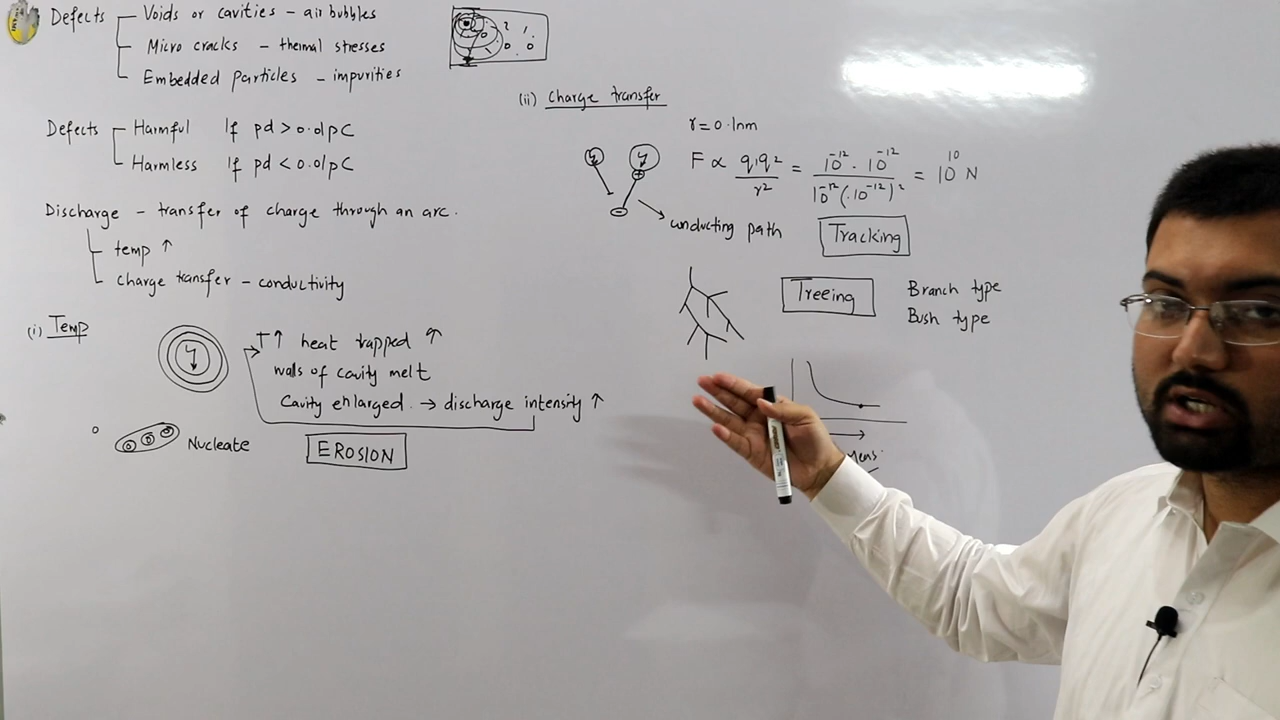 Defects Voids or cavities - air bubbles
Micro cracks - thermal stresses
Embedded Particles - impurities
Defects Harmful If pd > 0.01pC
Harmless If pd < 0.01pC
Discharge - transfer of charge through an arc.
temp ↑
charge transfer - conductivity
(i) Temp
T↑ heat trapped ↑
walls of cavity melt
Cavity enlarged. → discharge intensity ↑
Nucleate
EROSION
(ii) Charge transfer
r = 0.1nm
F ∝ q1q2 / r2 = 10-12 . 10-12 / 10-12 (.10-12)2 = 10 10 N
+
-
conducting path
Tracking
Treeing
Branch type
Bush type